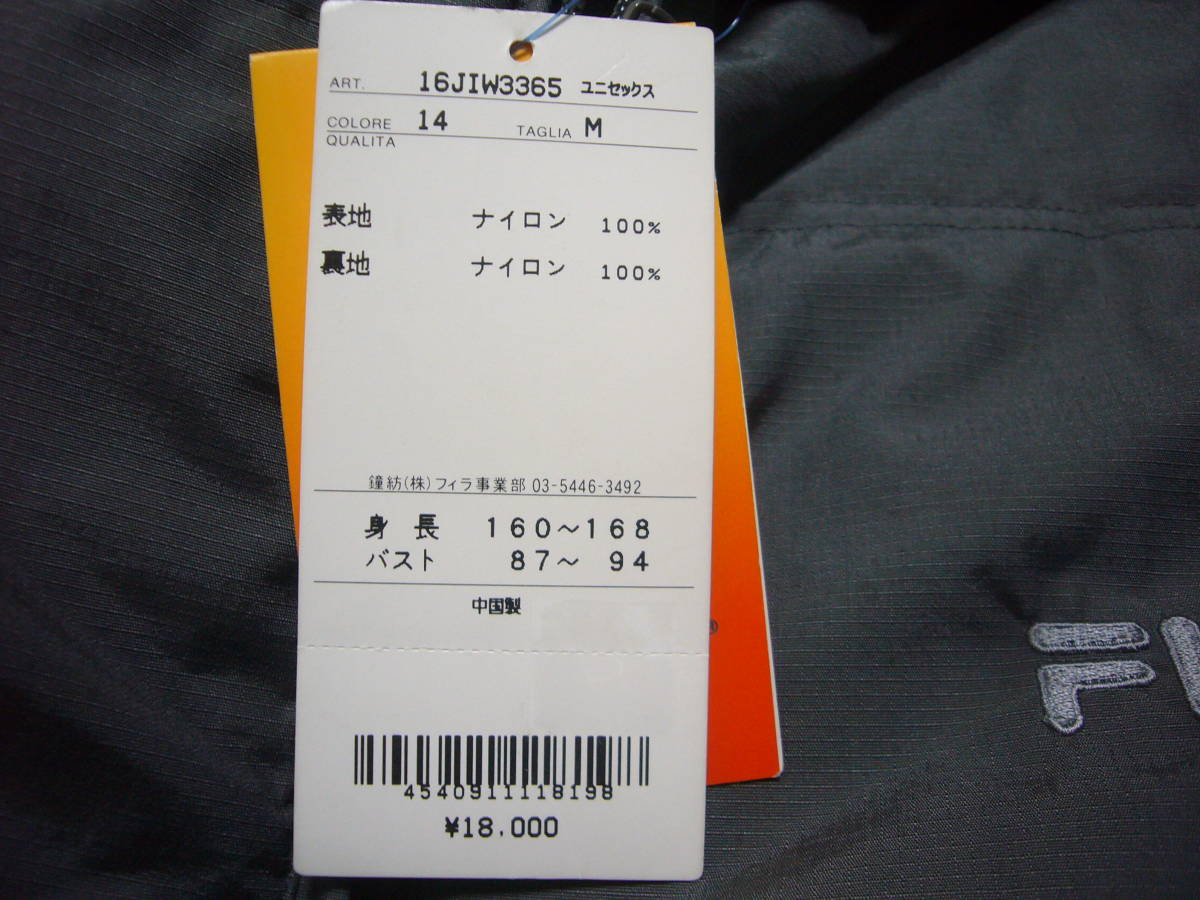 ART. 16JIW3365 ユニセックス
COLORE 14 TAGLIA M
QUALITA
表地 ナイロン 100%
裏地 ナイロン 100%
鐘紡(株)フィラ事業部 03-5446-3492
身長 160～168
バスト 87～ 94
中国製
4540911118198
¥18,000
®